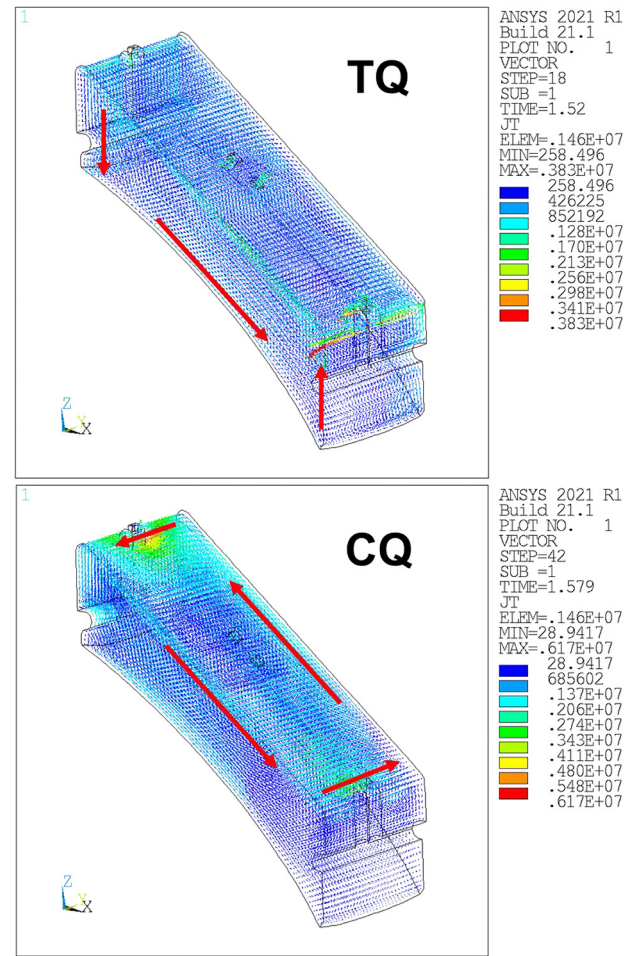 1
TQ
Z
Y
X
ANSYS 2021 R1
Build 21.1
PLOT NO. 1
VECTOR
STEP=18
SUB =1
TIME=1.52
JT
ELEM=.146E+07
MIN=258.496
MAX=.383E+07
258.496
426225
852192
.128E+07
.170E+07
.213E+07
.256E+07
.298E+07
.341E+07
.383E+07
1
CQ
Z
Y
X
ANSYS 2021 R1
Build 21.1
PLOT NO. 1
VECTOR
STEP=42
SUB =1
TIME=1.579
JT
ELEM=.146E+07
MIN=28.9417
MAX=.617E+07
28.9417
685602
.137E+07
.206E+07
.274E+07
.343E+07
.411E+07
.480E+07
.548E+07
.617E+07